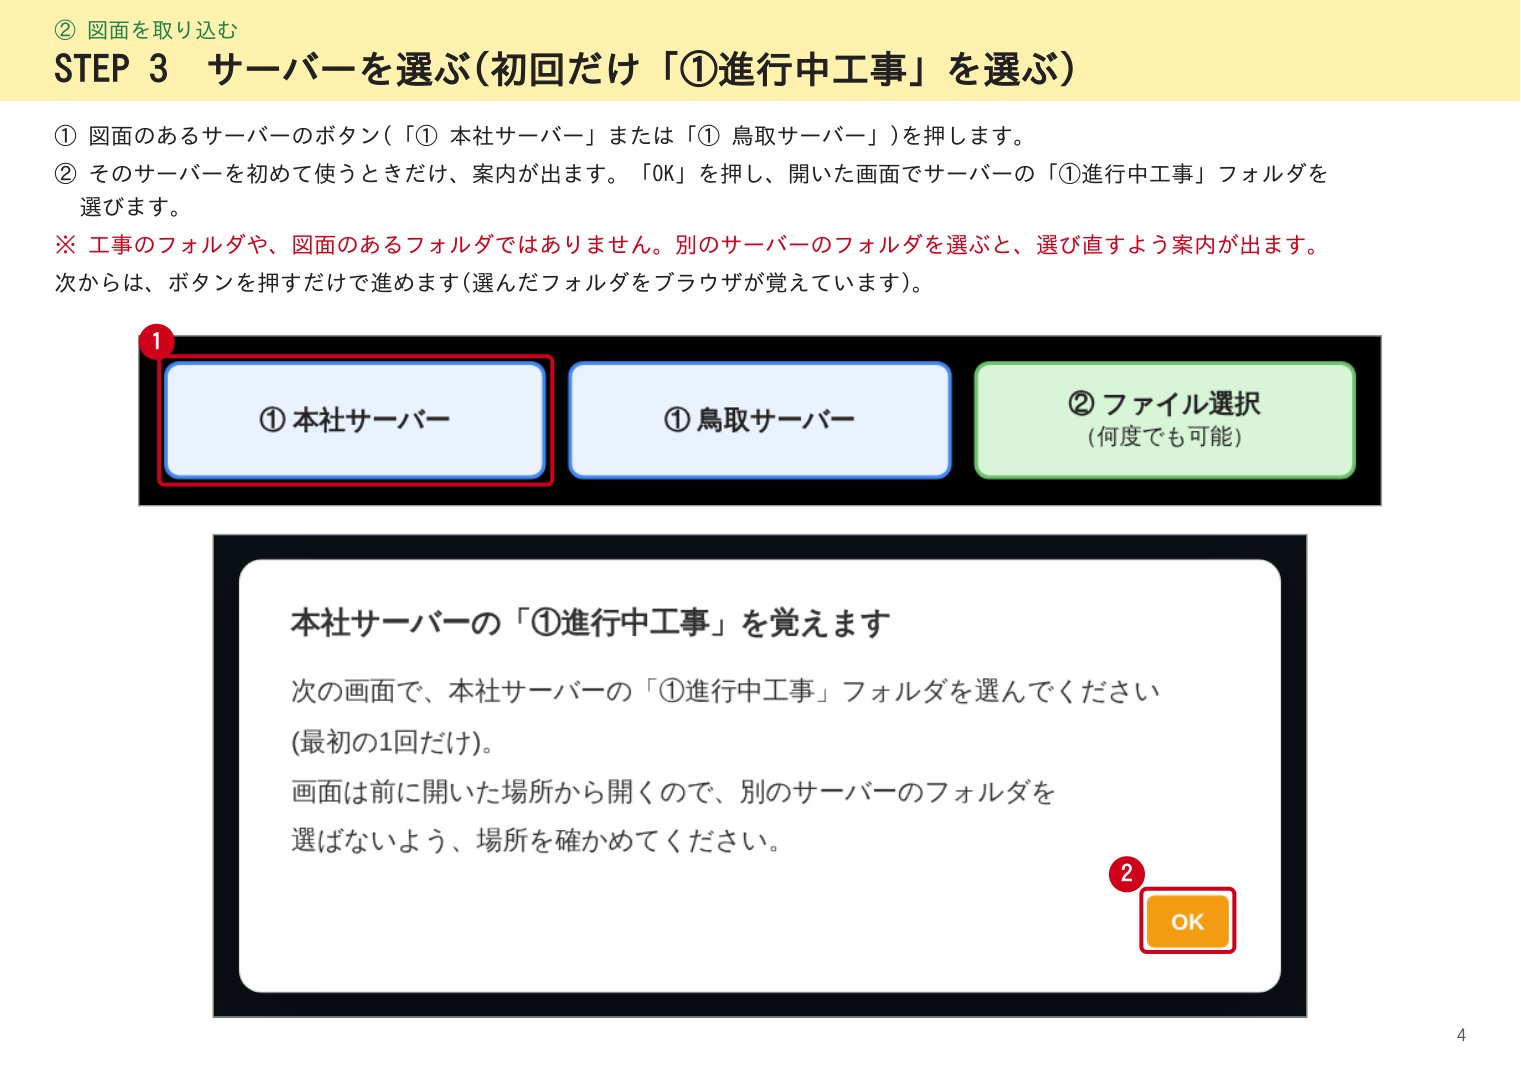 ② 図面を取り込む
STEP 3　サーバーを選ぶ(初回だけ「①進行中工事」を選ぶ)
① 図面のあるサーバーのボタン(「① 本社サーバー」または「① 鳥取サーバー」)を押します。
② そのサーバーを初めて使うときだけ、案内が出ます。「OK」を押し、開いた画面でサーバーの「①進行中工事」フォルダを
選びます。
※ 工事のフォルダや、図面のあるフォルダではありません。別のサーバーのフォルダを選ぶと、選び直すよう案内が出ます。
次からは、ボタンを押すだけで進めます(選んだフォルダをブラウザが覚えています)。
1
① 本社サーバー
① 鳥取サーバー
② ファイル選択
（何度でも可能）
本社サーバーの「①進行中工事」を覚えます
次の画面で、本社サーバーの「①進行中工事」フォルダを選んでください
(最初の1回だけ)。
画面は前に開いた場所から開くので、別のサーバーのフォルダを
選ばないよう、場所を確かめてください。
2
OK
4